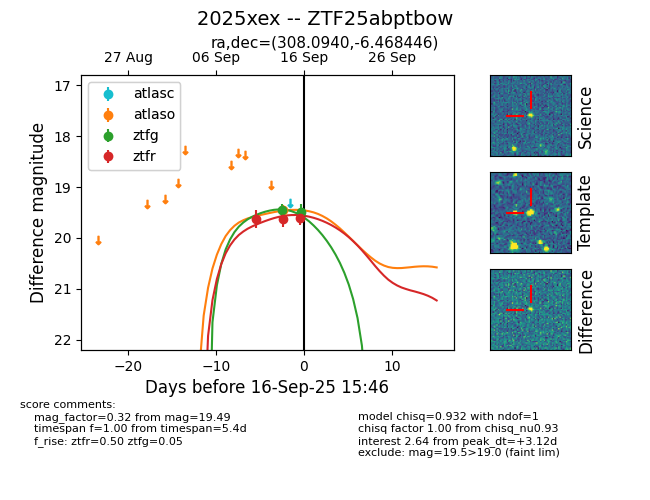 2025xex -- ZTF25abptbow
ra,dec=(308.0940,-6.468446)
27 Aug 06 Sep 16 Sep 26 Sep
17
18
19
20
21
22
Difference magnitude
atlasc
atlaso
ztfg
ztfr
−20 −10 0 10
Days before 16-Sep-25 15:46
Science
Template
Difference
score comments:
mag_factor=0.32 from mag=19.49
timespan f=1.00 from timespan=5.4d
f_rise: ztfr=0.50 ztfg=0.05
model chisq=0.932 with ndof=1
chisq factor 1.00 from chisq_nu0.93
interest 2.64 from peak_dt=+3.12d
exclude: mag=19.5>19.0 (faint lim)